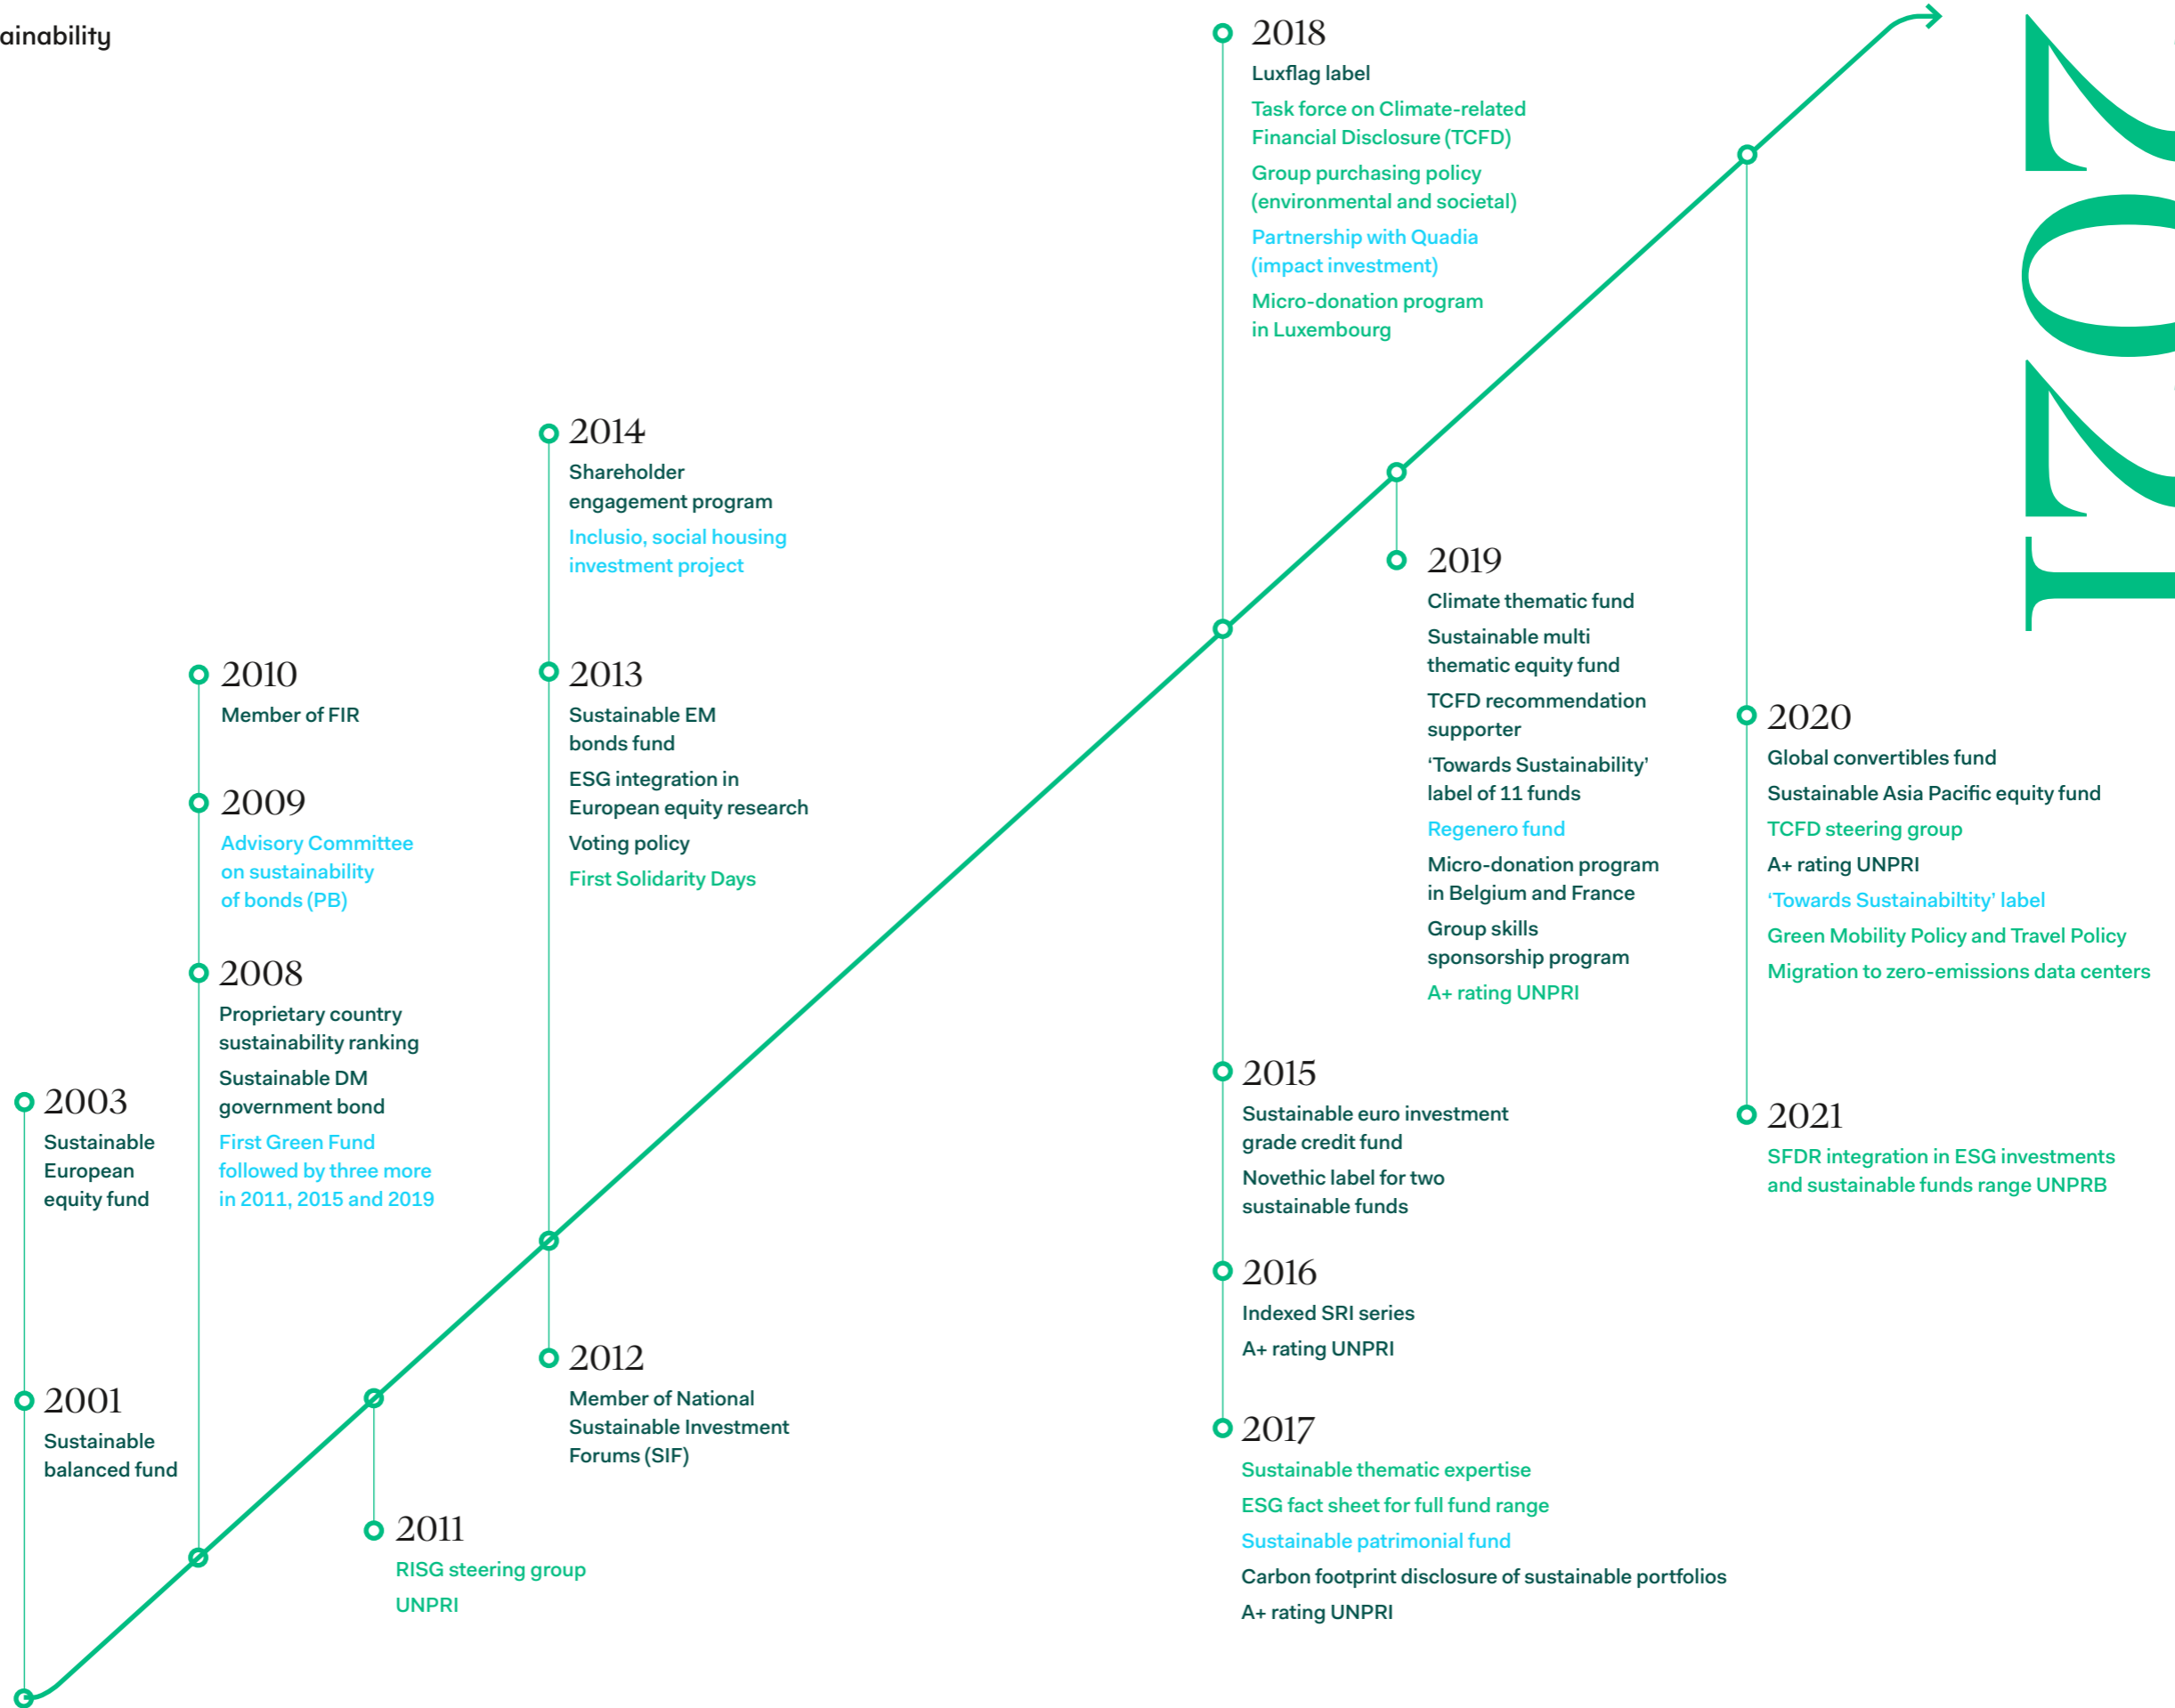 ainability
2003
Sustainable
European
equity fund
2001
Sustainable
balanced fund
2010
Member of FIR
2009
Advisory Committee
on sustainability
of bonds (PB)
2008
Proprietary country
sustainability ranking
Sustainable DM
government bond
First Green Fund
followed by three more
in 2011, 2015 and 2019
2011
RISG steering group
UNPRI
2014
Shareholder
engagement program
Inclusio, social housing
investment project
2013
Sustainable EM
bonds fund
ESG integration in
European equity research
Voting policy
First Solidarity Days
2012
Member of National
Sustainable Investment
Forums (SIF)
2018
Luxflag label
Task force on Climate-related
Financial Disclosure (TCFD)
Group purchasing policy
(environmental and societal)
Partnership with Quadia
(impact investment)
Micro-donation program
in Luxembourg
2015
Sustainable euro investment
grade credit fund
Novethic label for two
sustainable funds
2016
Indexed SRI series
A+ rating UNPRI
2017
Sustainable thematic expertise
ESG fact sheet for full fund range
Sustainable patrimonial fund
Carbon footprint disclosure of sustainable portfolios
A+ rating UNPRI
2019
Climate thematic fund
Sustainable multi
thematic equity fund
TCFD recommendation
supporter
‘Towards Sustainability’
label of 11 funds
Regenero fund
Micro-donation program
in Belgium and France
Group skills
sponsorship program
A+ rating UNPRI
2020
Global convertibles fund
Sustainable Asia Pacific equity fund
TCFD steering group
A+ rating UNPRI
‘Towards Sustainabiltity’ label
Green Mobility Policy and Travel Policy
Migration to zero-emissions data centers
2021
SFDR integration in ESG investments
and sustainable funds range UNPRB
2021